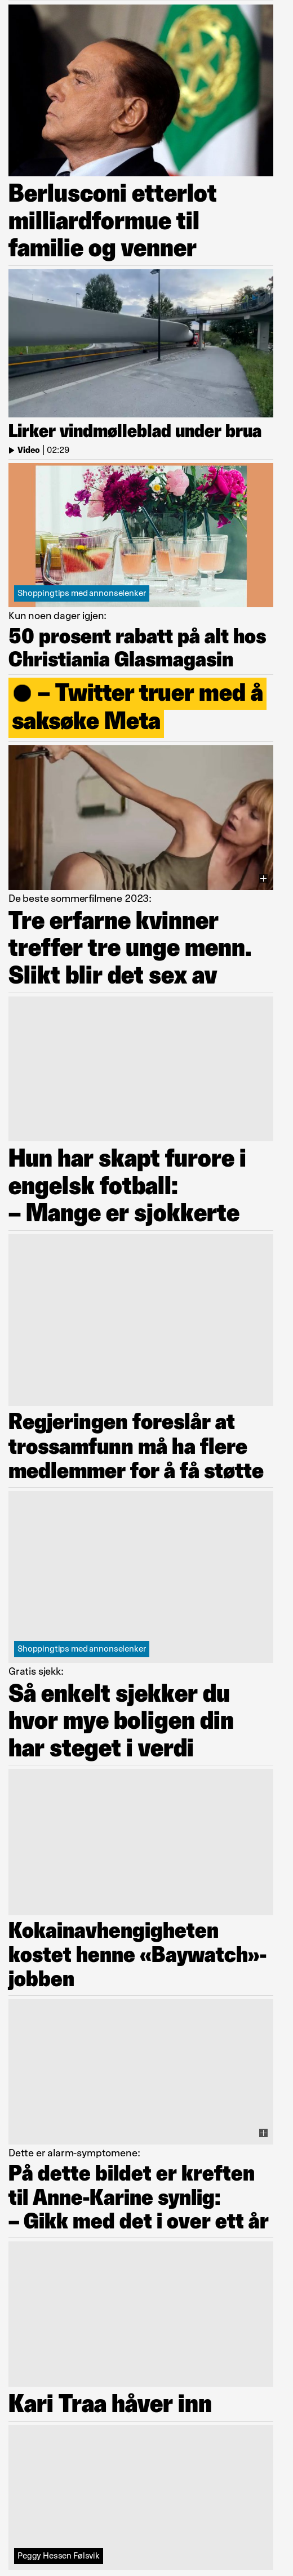 Berlusconi etterlot
milliardformue til
familie og venner
Lirker vindmølleblad under brua
Video | 02:29
Shoppingtips med annonselenker
Kun noen dager igjen:
50 prosent rabatt på alt hos
Christiania Glasmagasin
● – Twitter truer med å
saksøke Meta
De beste sommerfilmene 2023:
Tre erfarne kvinner
treffer tre unge menn.
Slikt blir det sex av
Hun har skapt furore i
engelsk fotball:
– Mange er sjokkerte
Regjeringen foreslår at
trossamfunn må ha flere
medlemmer for å få støtte
Shoppingtips med annonselenker
Gratis sjekk:
Så enkelt sjekker du
hvor mye boligen din
har steget i verdi
Kokainavhengigheten
kostet henne «Baywatch»-
jobben
Dette er alarm-symptomene:
På dette bildet er kreften
til Anne-Karine synlig:
– Gikk med det i over ett år
Kari Traa håver inn
Peggy Hessen Følsvik